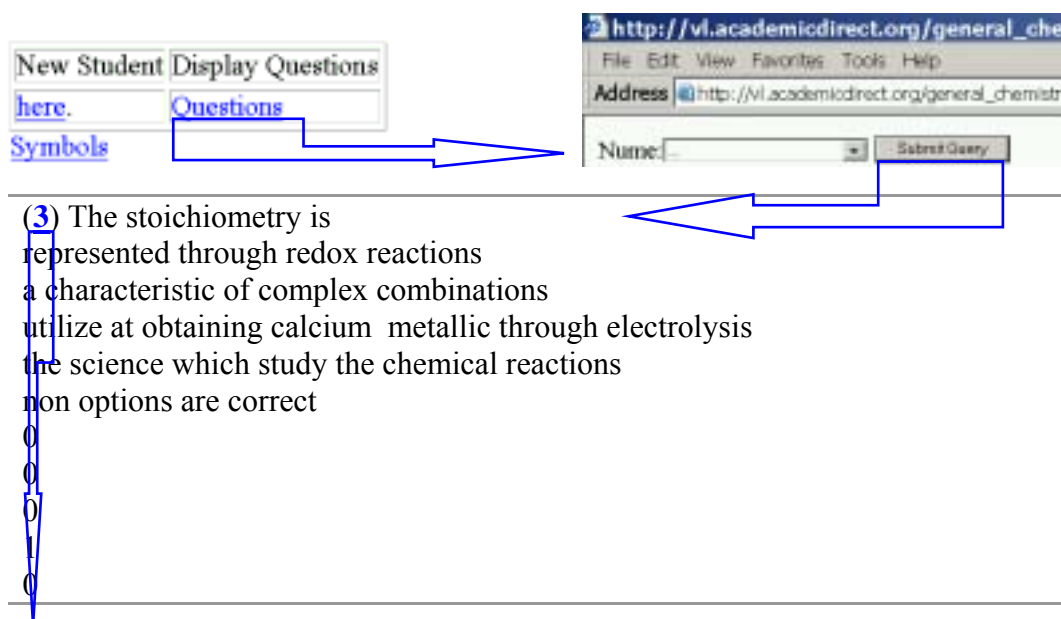 New Student Display Questions
here. Questions
Symbols
http://vl.academicdirect.org/general_che
File Edit View Favorites Tools Help
Address http://vl.academicdirect.org/general_chemistr
Nume: Submit Query
(3) The stoichiometry is
represented through redox reactions
a characteristic of complex combinations
utilize at obtaining calcium metallic through electrolysis
the science which study the chemical reactions
non options are correct
0
0
0
1
0